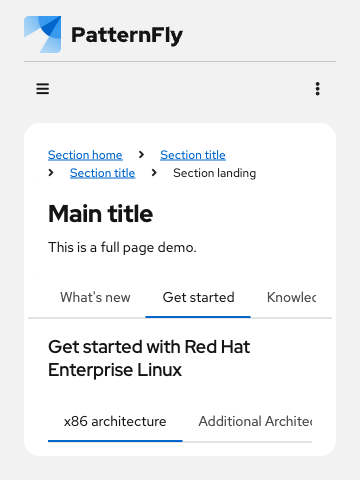 PatternFly
Section home > Section title
> Section title > Section landing
Main title
This is a full page demo.
What's new Get started Knowlec
Get started with Red Hat
Enterprise Linux
x86 architecture Additional Architec